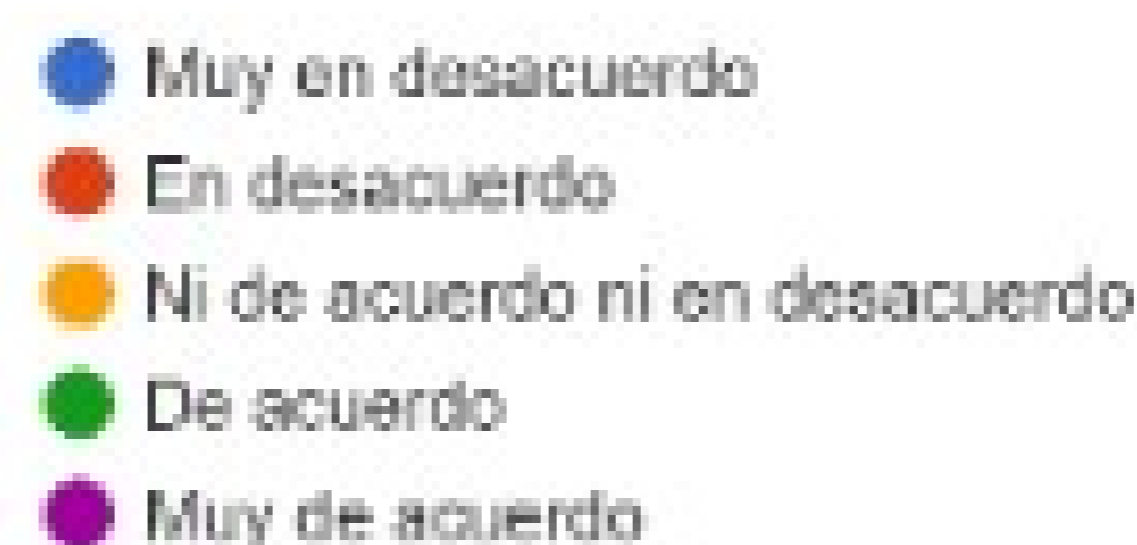 Muy en desacuerdo
En desacuerdo
Ni de acuerdo ni en desacuerdo
De acuerdo
Muy de acuerdo